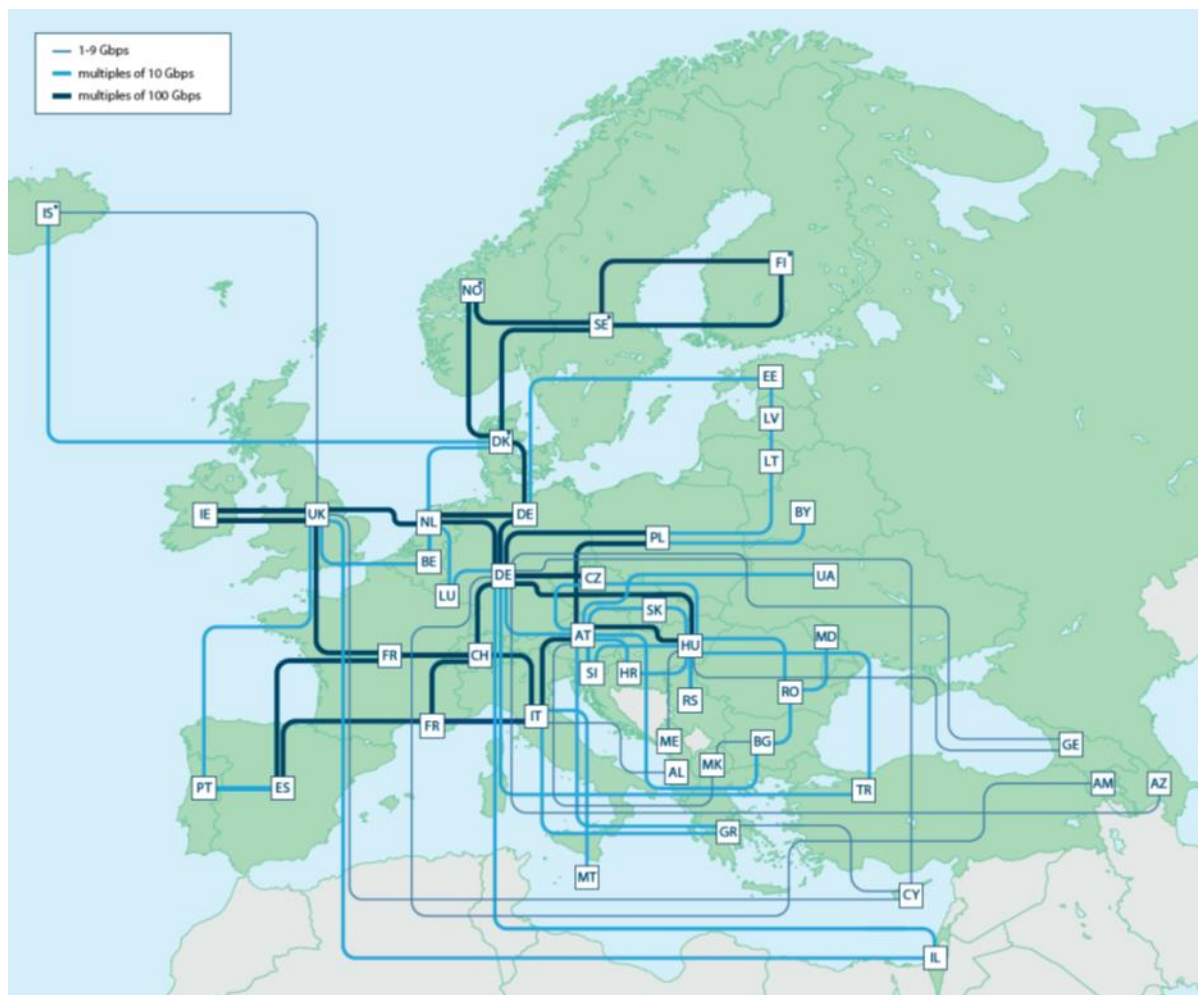 1-9 Gbps
multiples of 10 Gbps
multiples of 100 Gbps
IS*
FI*
NO*
SE*
EE
LV
DK*
LT
IE
UK
NL
DE
BY
PL
BE
DE
CZ
UA
LU
SK
AT
HU
MD
FR
CH
SI
HR
RO
RS
FR
IT
ME
BG
GE
MK
AL
PT
ES
TR
AM
AZ
GR
MT
CY
IL